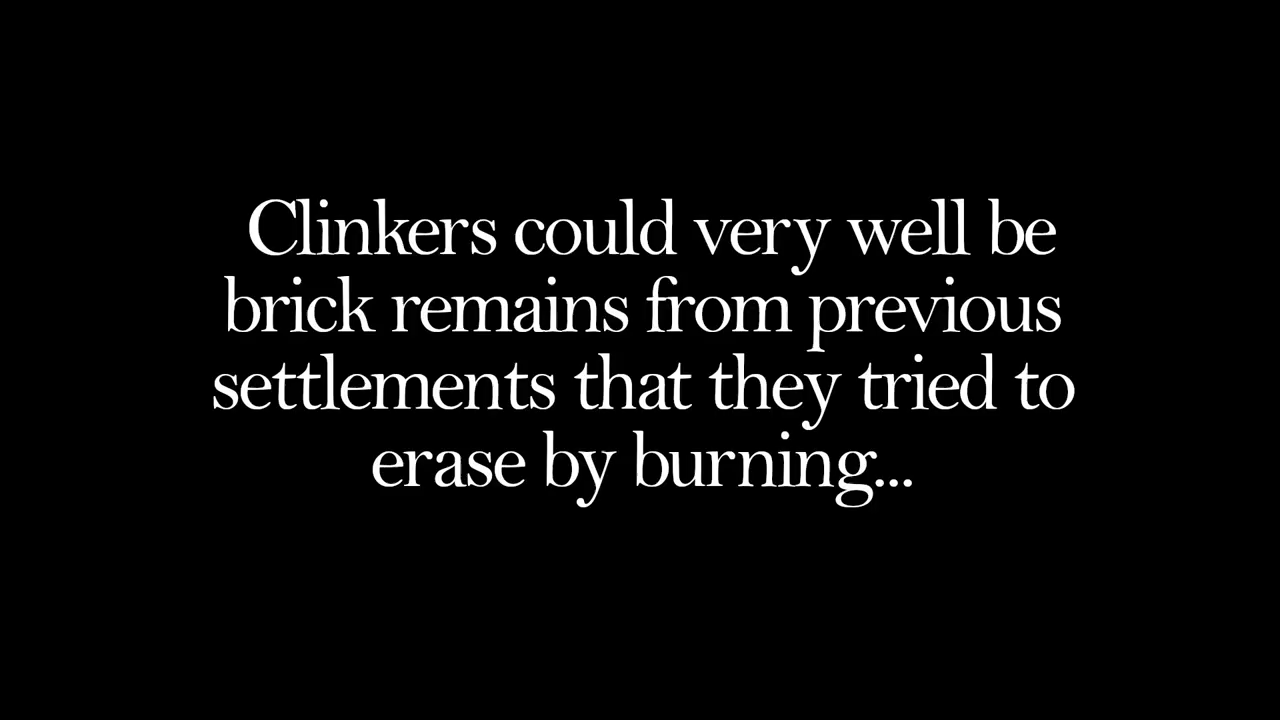 Clinkers could very well be
brick remains from previous
settlements that they tried to
erase by burning...